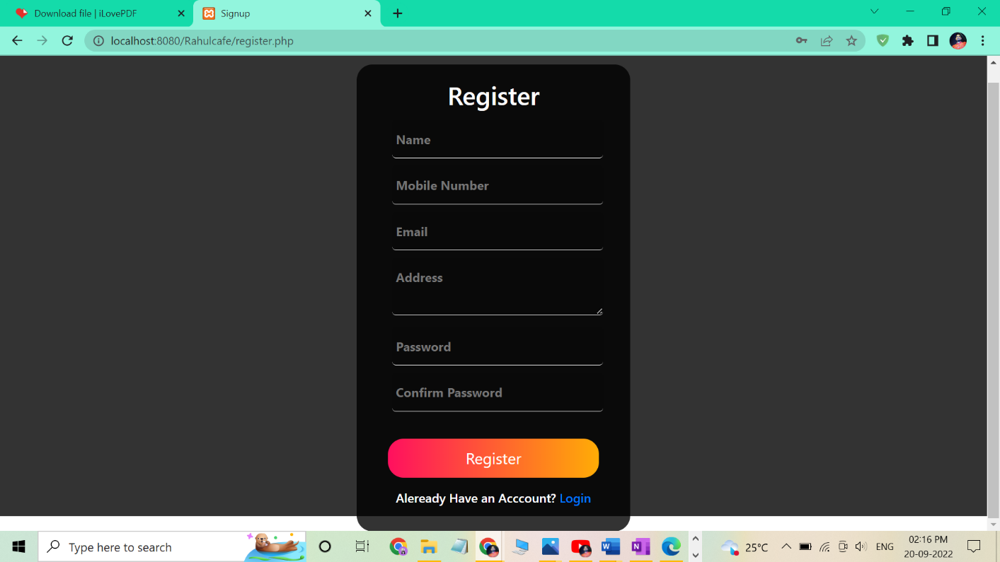 Download file | iLovePDF
Signup
localhost:8080/Rahulcafe/register.php
Register
Name
Mobile Number
Email
Address
Password
Confirm Password
Register
Aleready Have an Acccount? Login
Type here to search
25°C
ENG
02:16 PM
20-09-2022